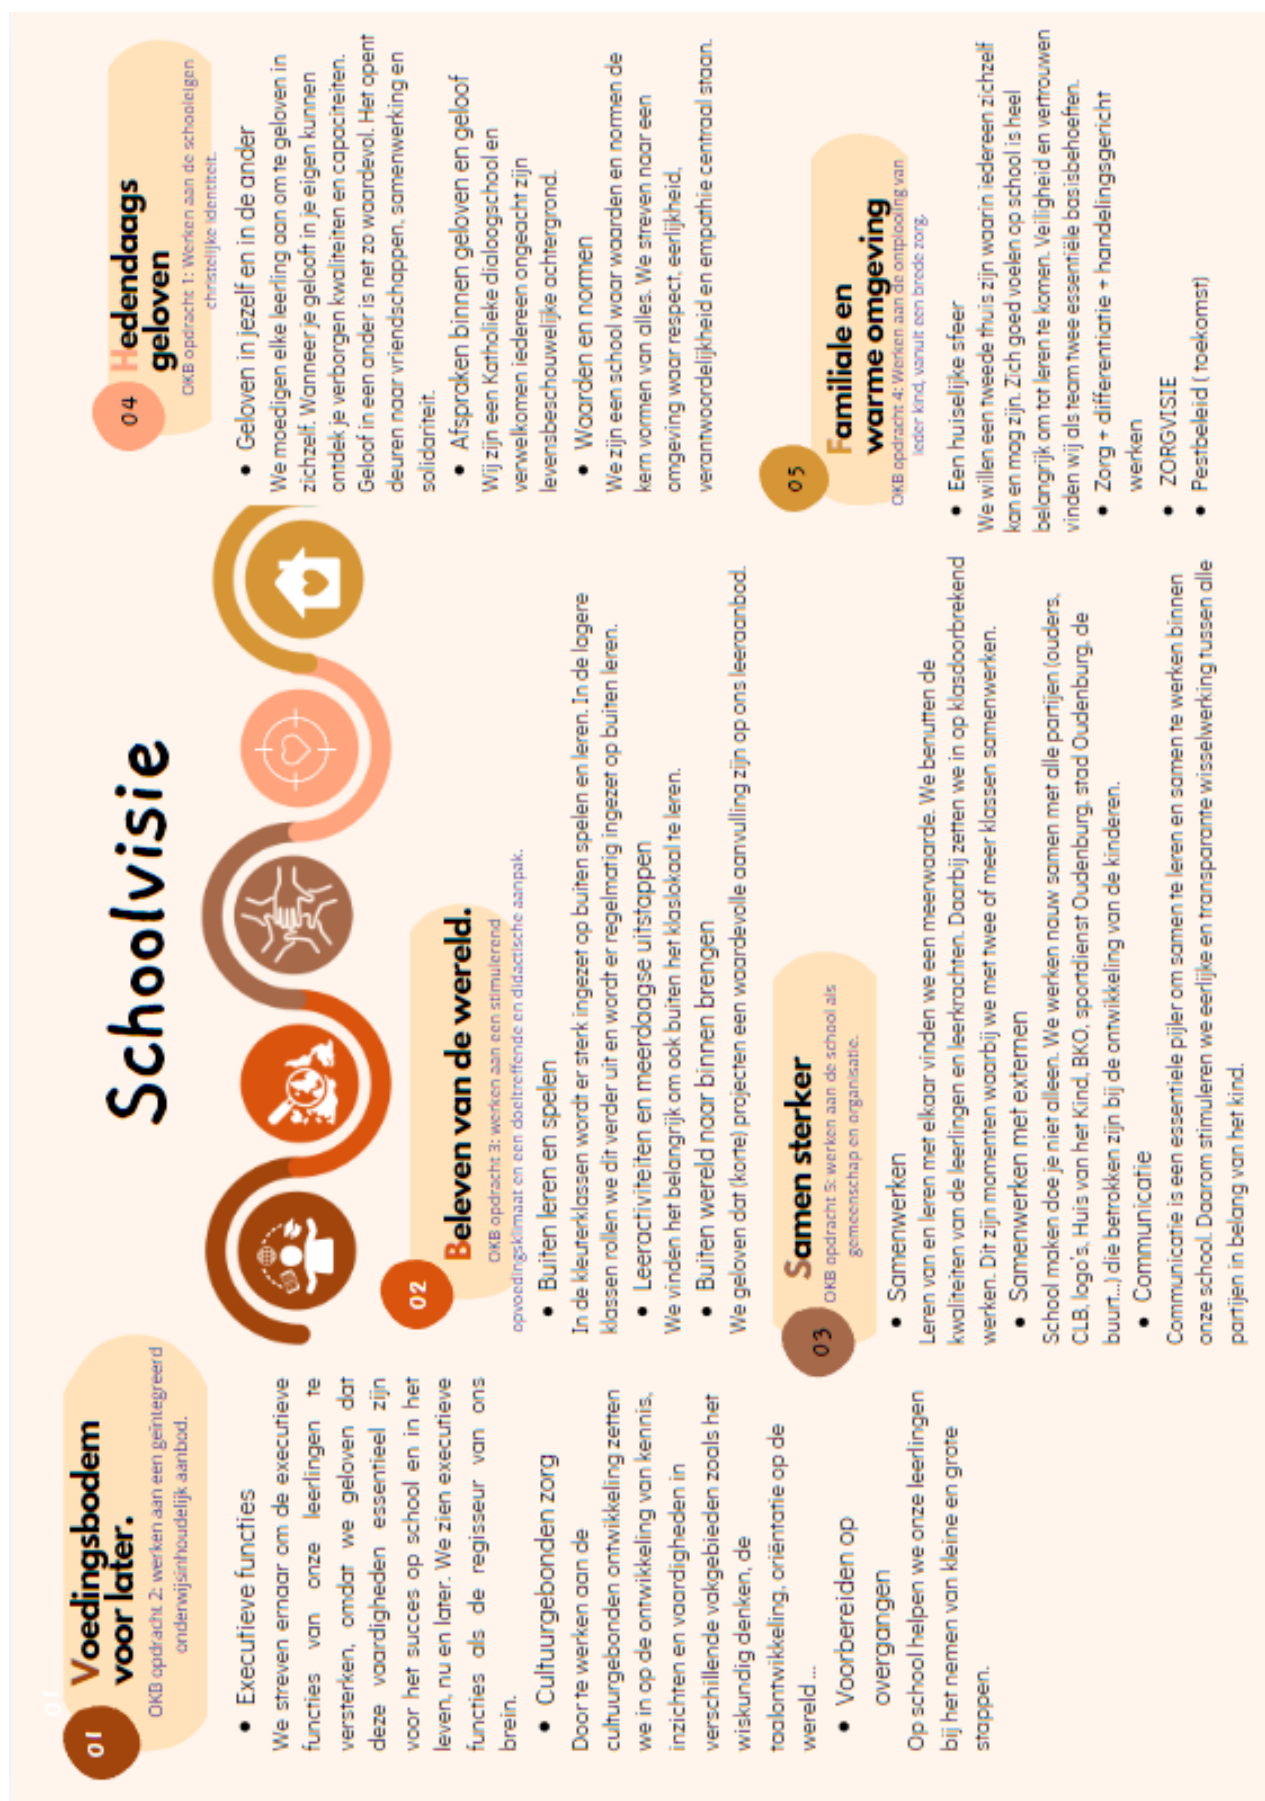 Schoolvisie
01
Voedingsbodem
voor later.
OKB opdracht 2: werken aan een geïntegreerd
onderwijsinhoudelijk aanbod.
• Executieve functies
We streven ernaar om de executieve
functies van onze leerlingen te
versterken, omdat we geloven dat
deze vaardigheden essentieel zijn
voor het succes op school en in het
leven, nu en later. We zien executieve
functies als de regisseur van ons
brein.
• Cultuurgebonden zorg
Door te werken aan de
cultuurgebonden ontwikkeling zetten
we in op de ontwikkeling van kennis,
inzichten en vaardigheden in
verschillende vakgebieden zoals het
wiskundig denken, de
taalontwikkeling, oriëntatie op de
wereld...
• Voorbereiden op
overgangen
Op school helpen we onze leerlingen
bij het nemen van kleine en grote
stappen.
02
Beleven van de wereld.
OKB opdracht 3: werken aan een stimulerend
opvoedingsklimaat en een doeltreffende en didactische aanpak.
• Buiten leren en spelen
In de kleuterklassen wordt er sterk ingezet op buiten spelen en leren. In de lagere
klassen rollen we dit verder uit en wordt er regelmatig ingezet op buiten leren.
• Leeractiviteiten en meerdaagse uitstappen
We vinden het belangrijk om ook buiten het klaslokaal te leren.
• Buiten wereld naar binnen brengen
We geloven dat (korte) projecten een waardevolle aanvulling zijn op ons leeraanbod.
03
Samen sterker
OKB opdracht 5: werken aan de school als
gemeenschap en organisatie.
• Samenwerken
Leren van en leren met elkaar vinden we een meerwaarde. We benutten de
kwaliteiten van de leerlingen en leerkrachten. Daarbij zetten we in op klasdoorbrekend
werken. Dit zijn momenten waarbij we met twee of meer klassen samenwerken.
• Samenwerken met externen
School maken doe je niet alleen. We werken nauw samen met alle partijen (ouders,
CLB, logo's, Huis van het Kind, BKO, sportdienst Oudenburg, stad Oudenburg, de
buurt...) die betrokken zijn bij de ontwikkeling van de kinderen.
• Communicatie
Communicatie is een essentiële pijler om samen te leren en samen te werken binnen
onze school. Daarom stimuleren we eerlijke en transparante wisselwerking tussen alle
partijen in belang van het kind.
04
Hedendaags
geloven
OKB opdracht 1: Werken aan de schooleigen
christelijke identiteit.
• Geloven in jezelf en in de ander
We moedigen elke leerling aan om te geloven in
zichzelf. Wanneer je gelooft in je eigen kunnen
ontdek je verborgen kwaliteiten en capaciteiten.
Geloof in een ander is net zo waardevol. Het opent
deuren naar vriendschappen, samenwerking en
solidariteit.
• Afspraken binnen geloven en geloof
Wij zijn een Katholieke dialoogschool en
verwelkomen iedereen ongeacht zijn
levensbeschouwelijke achtergrond.
• Waarden en normen
We zijn een school waar waarden en normen de
kern vormen van alles. We streven naar een
omgeving waar respect, eerlijkheid,
verantwoordelijkheid en empathie centraal staan.
05
Familiale en
warme omgeving
OKB opdracht 4: Werken aan de ontplooiing van
ieder kind, vanuit een brede zorg.
• Een huiselijke sfeer
We willen een tweede thuis zijn waarin iedereen zichzelf
kan en mag zijn. Zich goed voelen op school is heel
belangrijk om tot leren te komen. Veiligheid en vertrouwen
vinden wij als team twee essentiële basisbehoeften.
• Zorg + differentiatie + handelingsgericht
werken
• ZORGVISIE
• Pestbeleid ( toekomst)